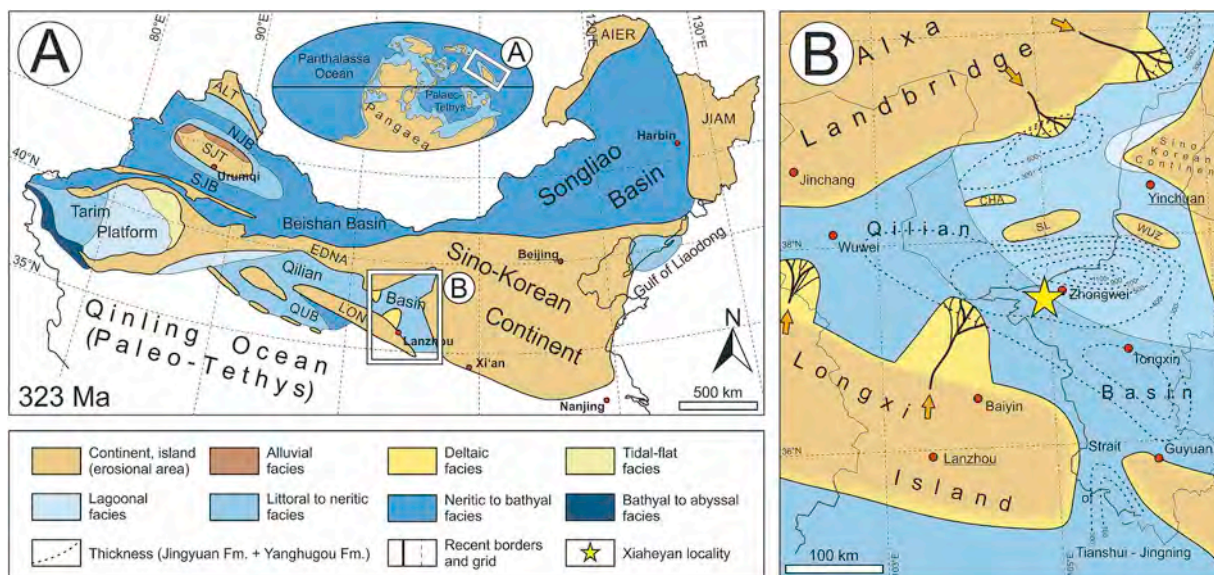 A
80°E
90°E
120°E
130°E
40°N
35°N
Panthalassa
Ocean
Palaeo-
Tethys
Pangaea
A
AIER
JIAM
Harbin
ALT
NJB
SJT
Urumqi
SJB
Tarim
Platform
Beishan Basin
Songliao
Basin
EDNA
Qilian
Basin
QUB
LON
B
Lanzhou
Beijing
Sino-Korean
Continent
Gulf of Liaodong
Xi'an
Nanjing
Qinling Ocean
(Paleo-Tethys)
323 Ma
N
500 km
Continent, island
(erosional area)
Alluvial
facies
Deltaic
facies
Tidal-flat
facies
Lagoonal
facies
Littoral to neritic
facies
Neritic to bathyal
facies
Bathyal to abyssal
facies
Thickness (Jingyuan Fm. + Yanghugou Fm.)
Recent borders
and grid
Xiaheyan locality
B
Alxa
Landbridge
Jinchang
Sino-
Korean
Continent
Yinchuan
CHA
SL
WUZ
Qilian
38°N
Wuwei
Zhongwei
Tongxin
Basin
Longxi
Island
Baiyin
36°N
Lanzhou
Strait
of
Tianshui - Jingning
Guyuan
103°E
105°E
100 km